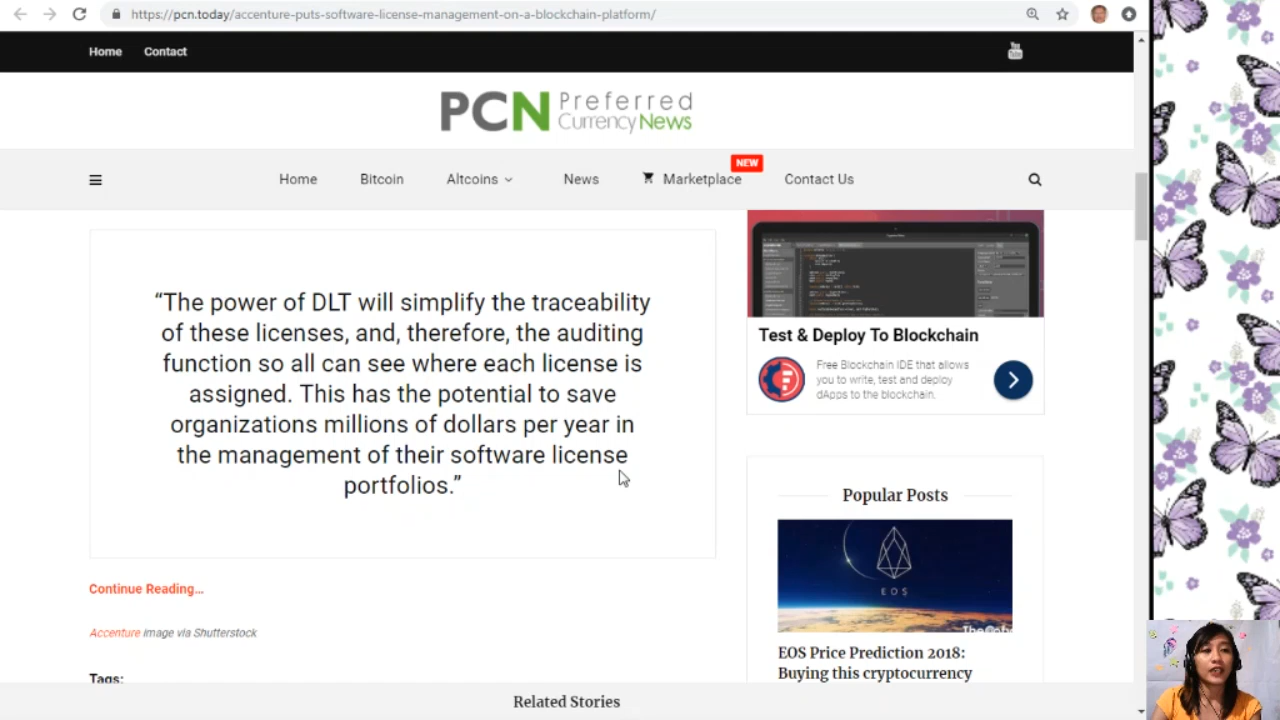 https://pcn.today/accenture-puts-software-license-management-on-a-blockchain-platform/
Home Contact
You Tube
PCN Preferred Currency News
Home Bitcoin Altcoins News Marketplace NEW Contact Us
“The power of DLT will simplify the traceability
of these licenses, and, therefore, the auditing
function so all can see where each license is
assigned. This has the potential to save
organizations millions of dollars per year in
the management of their software license
portfolios.”
Continue Reading...
Accenture image via Shutterstock
Tags:
Test & Deploy To Blockchain
Free Blockchain IDE that allows
you to write, test and deploy
dApps to the blockchain.
Popular Posts
EOS
EOS Price Prediction 2018:
Buying this cryptocurrency
Related Stories